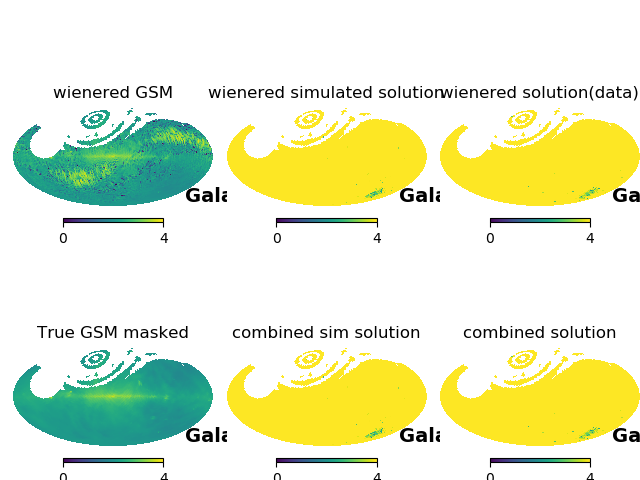 wienered GSM
wienered simulated solution
wienered solution(data)
Gala
Gala
Ga
0 4
0 4
0 4
True GSM masked
combined sim solution
combined solution
Gala
Gala
Ga
0 4
0 4
0 4